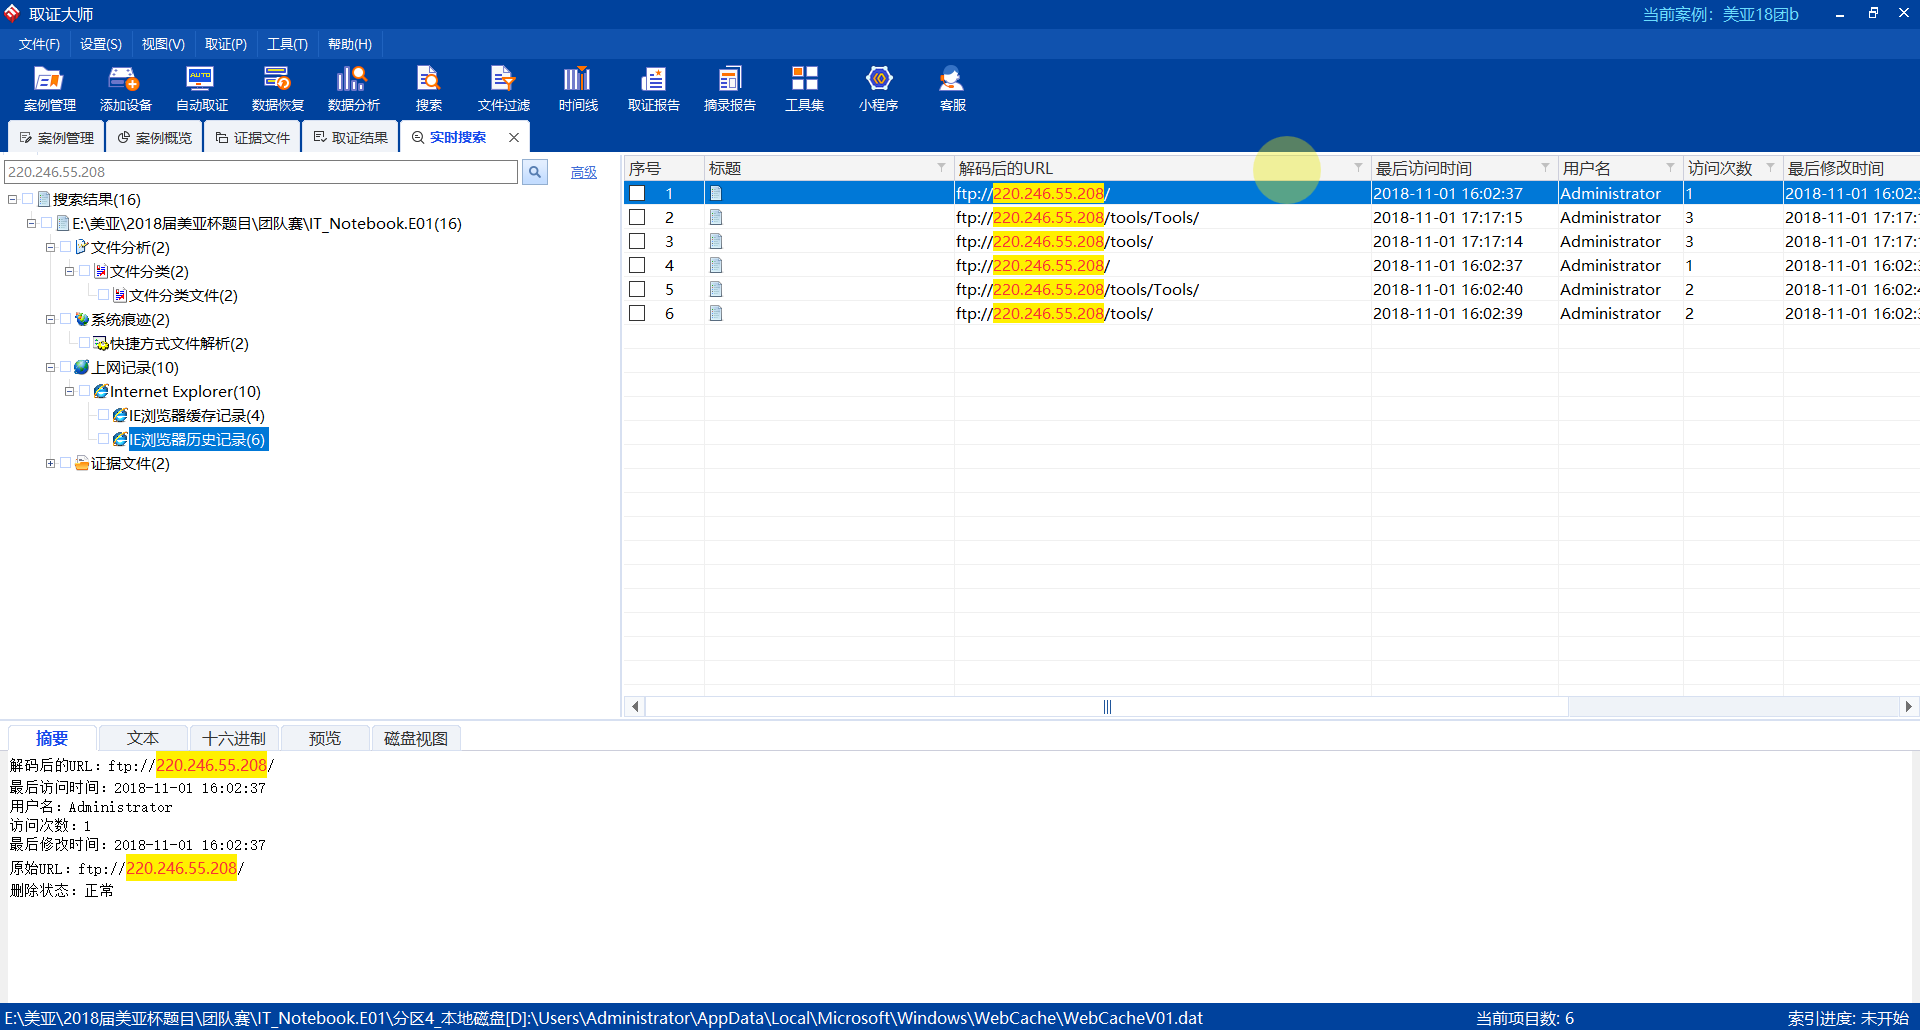 取证大师
当前案例：美亚18团b
文件(F) 设置(S) 视图(V) 取证(P) 工具(T) 帮助(H)
案例管理 添加设备 自动取证 数据恢复 数据分析 搜索 文件过滤 时间线 取证报告 摘录报告 工具集 小程序 客服
案例管理 案例概览 证据文件 取证结果 实时搜索
220.246.55.208 高级
搜索结果(16)
E:\美亚\2018届美亚杯题目\团队赛\IT_Notebook.E01(16)
文件分析(2)
文件分类(2)
文件分类文件(2)
系统痕迹(2)
快捷方式文件解析(2)
上网记录(10)
Internet Explorer(10)
IE浏览器缓存记录(4)
IE浏览器历史记录(6)
证据文件(2)
序号 标题 解码后的URL 最后访问时间 用户名 访问次数 最后修改时间
1 ftp://220.246.55.208/ 2018-11-01 16:02:37 Administrator 1 2018-11-01 16:02:
2 ftp://220.246.55.208/tools/Tools/ 2018-11-01 17:17:15 Administrator 3 2018-11-01 17:17:
3 ftp://220.246.55.208/tools/ 2018-11-01 17:17:14 Administrator 3 2018-11-01 17:17:
4 ftp://220.246.55.208/ 2018-11-01 16:02:37 Administrator 1 2018-11-01 16:02:
5 ftp://220.246.55.208/tools/Tools/ 2018-11-01 16:02:40 Administrator 2 2018-11-01 16:02:
6 ftp://220.246.55.208/tools/ 2018-11-01 16:02:39 Administrator 2 2018-11-01 16:02:
摘要 文本 十六进制 预览 磁盘视图
解码后的URL：ftp://220.246.55.208/
最后访问时间：2018-11-01 16:02:37
用户名：Administrator
访问次数：1
最后修改时间：2018-11-01 16:02:37
原始URL：ftp://220.246.55.208/
删除状态：正常
E:\美亚\2018届美亚杯题目\团队赛\IT_Notebook.E01\分区4_本地磁盘[D]:\Users\Administrator\AppData\Local\Microsoft\Windows\WebCache\WebCacheV01.dat
当前项目数: 6
索引进度: 未开始